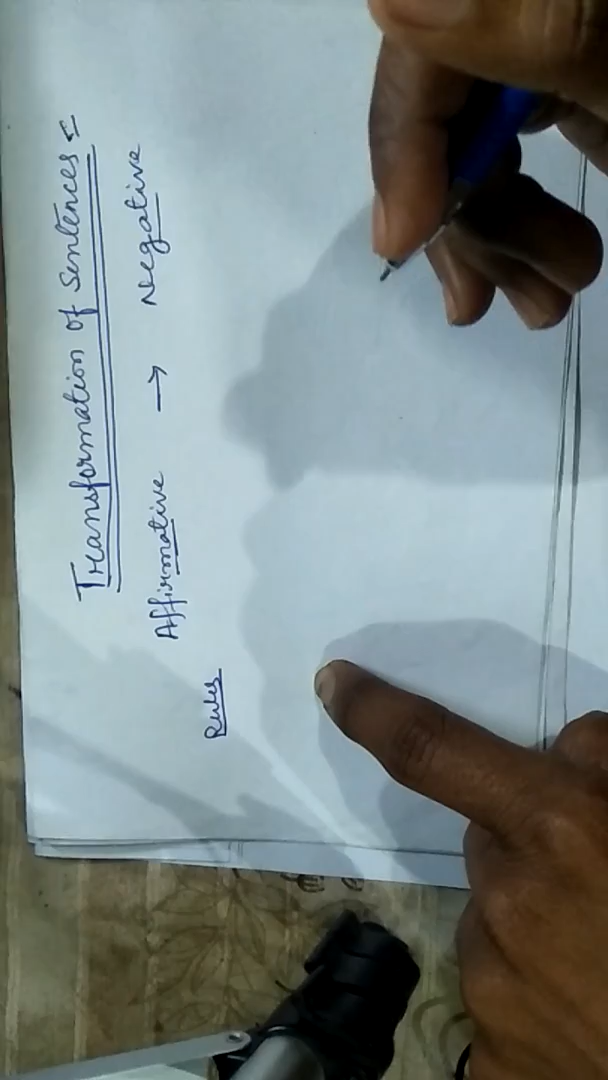 Transformation of Sentences :-
Affirmative → Negative
Rules